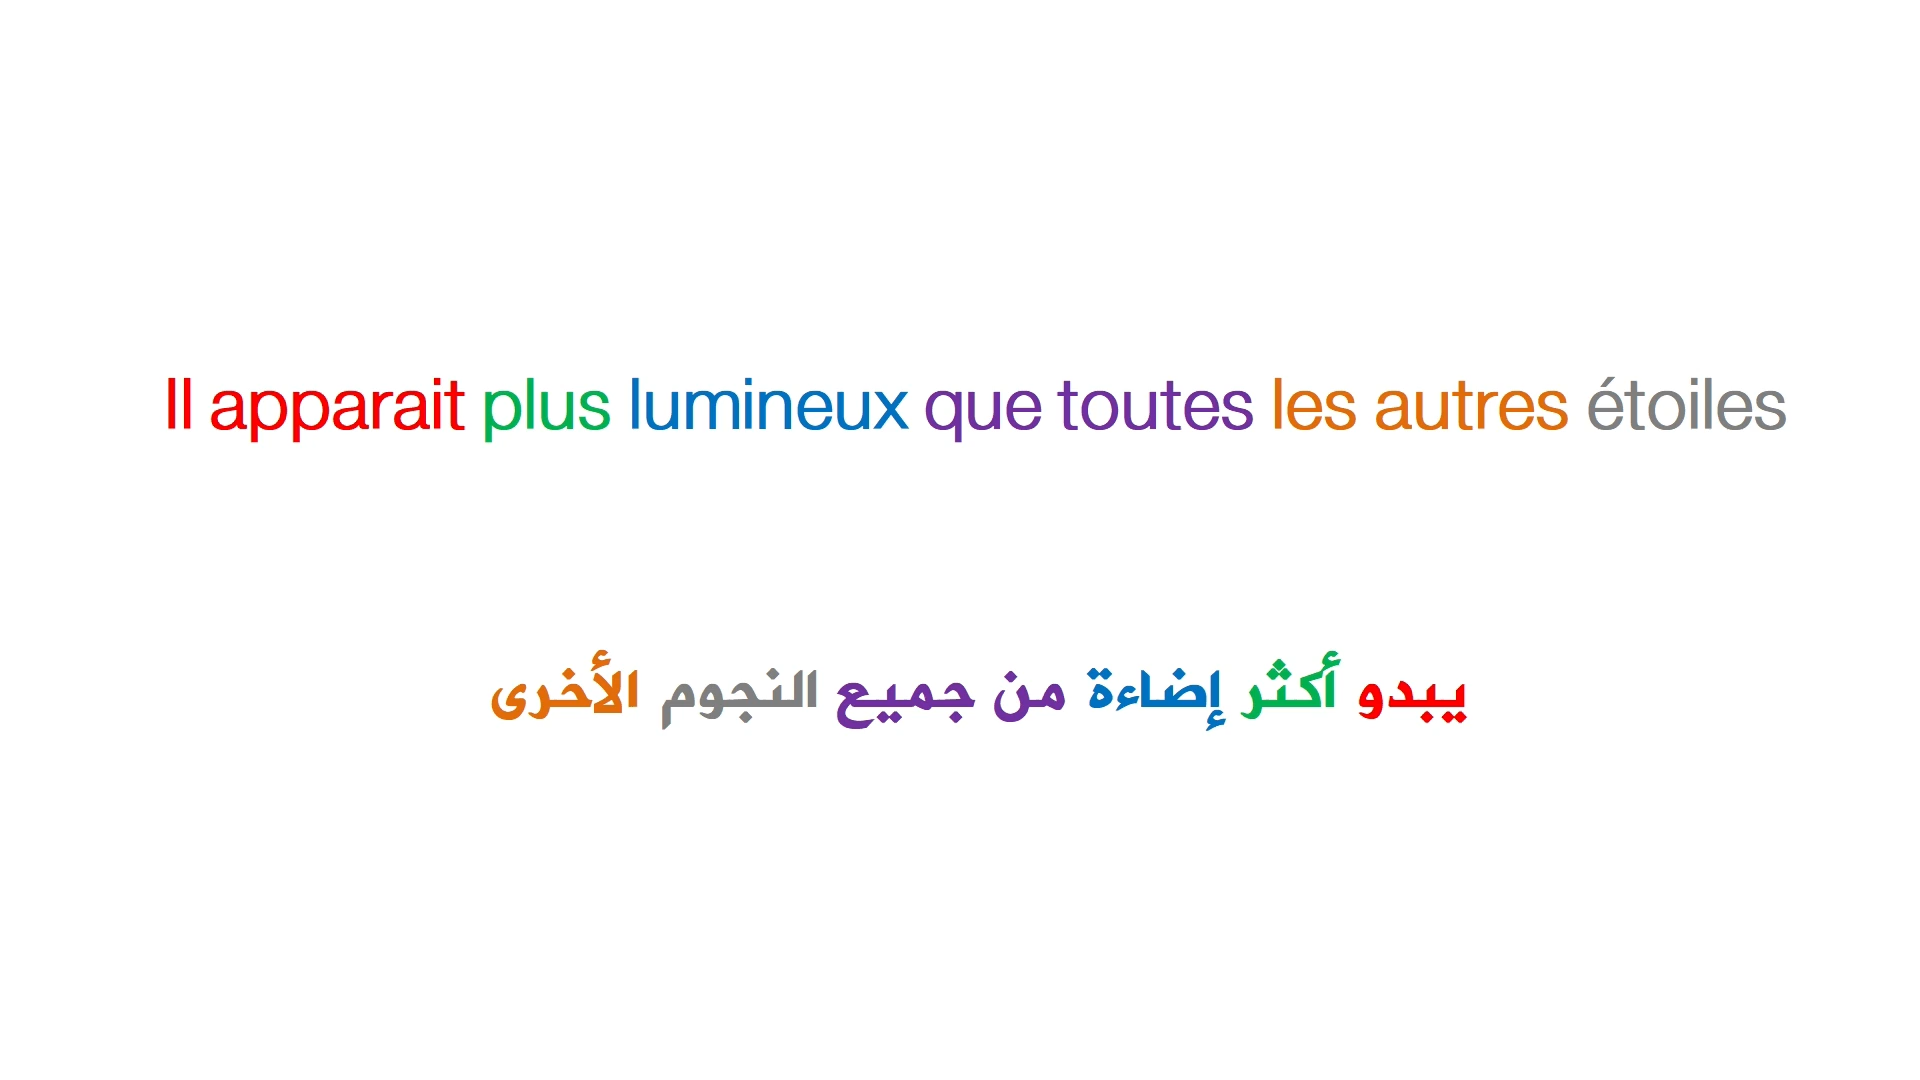 Il apparait plus lumineux que toutes les autres étoiles
يبدو أكثر إضاءة من جميع النجوم الأخرى